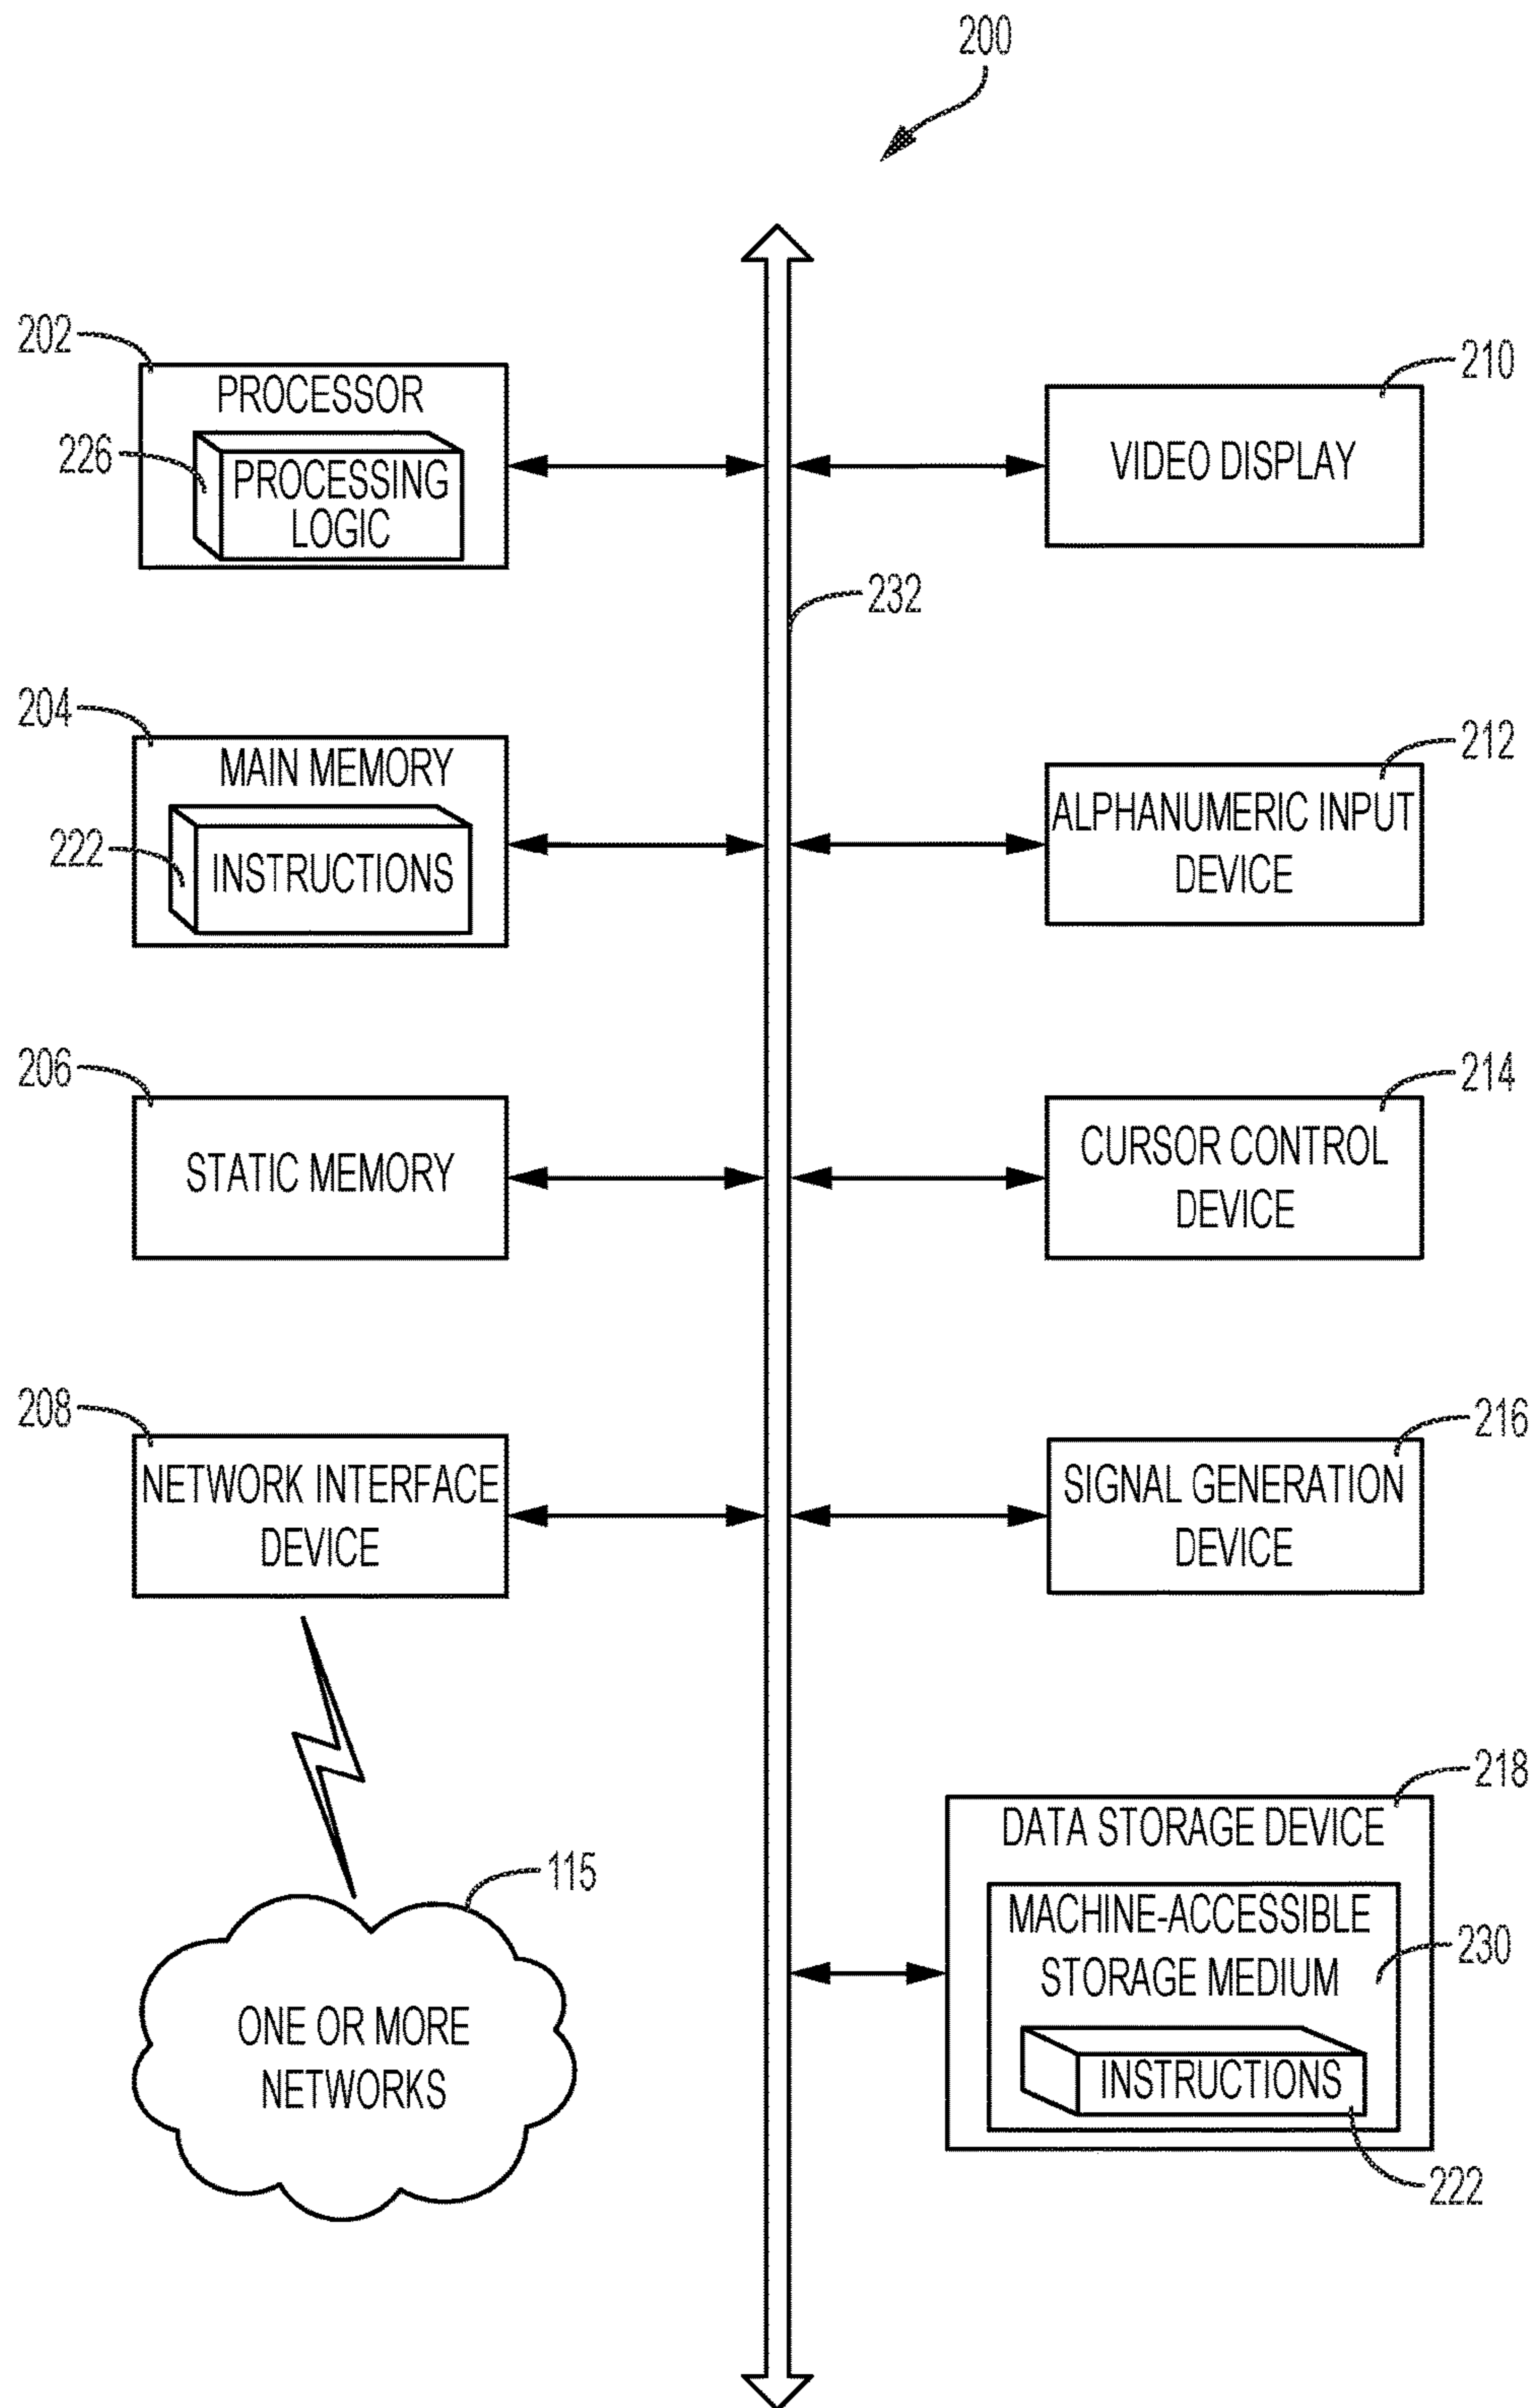 200
202
PROCESSOR
226
PROCESSING
LOGIC
210
VIDEO DISPLAY
232
204
MAIN MEMORY
222
INSTRUCTIONS
212
ALPHANUMERIC INPUT
DEVICE
206
STATIC MEMORY
214
CURSOR CONTROL
DEVICE
208
NETWORK INTERFACE
DEVICE
216
SIGNAL GENERATION
DEVICE
115
ONE OR MORE
NETWORKS
218
DATA STORAGE DEVICE
MACHINE-ACCESSIBLE
STORAGE MEDIUM
230
INSTRUCTIONS
222